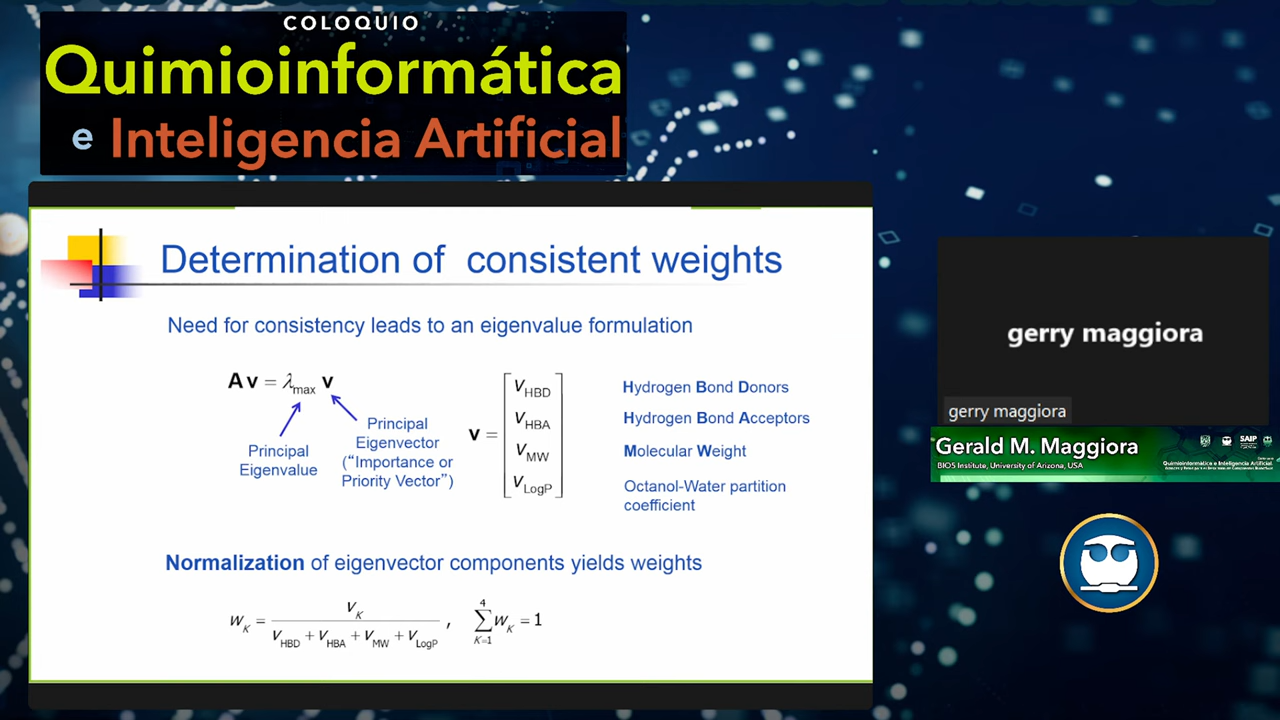 COLOQUIO
Quimioinformática
e Inteligencia Artificial
Determination of consistent weights
Need for consistency leads to an eigenvalue formulation
A v = λmax v
Principal
Eigenvalue
Principal
Eigenvector
("Importance or
Priority Vector")
v = [vHBD
vHBA
vMW
vLogP]
Hydrogen Bond Donors
Hydrogen Bond Acceptors
Molecular Weight
Octanol-Water partition
coefficient
Normalization of eigenvector components yields weights
wK = vK / (vHBD + vHBA + vMW + vLogP) , ∑(K=1 to 4) wK = 1
gerry maggiora
gerry maggiora
Gerald M. Maggiora
BIOS Institute, University of Arizona, USA
SAIP
Quimioinformática e Inteligencia Artificial